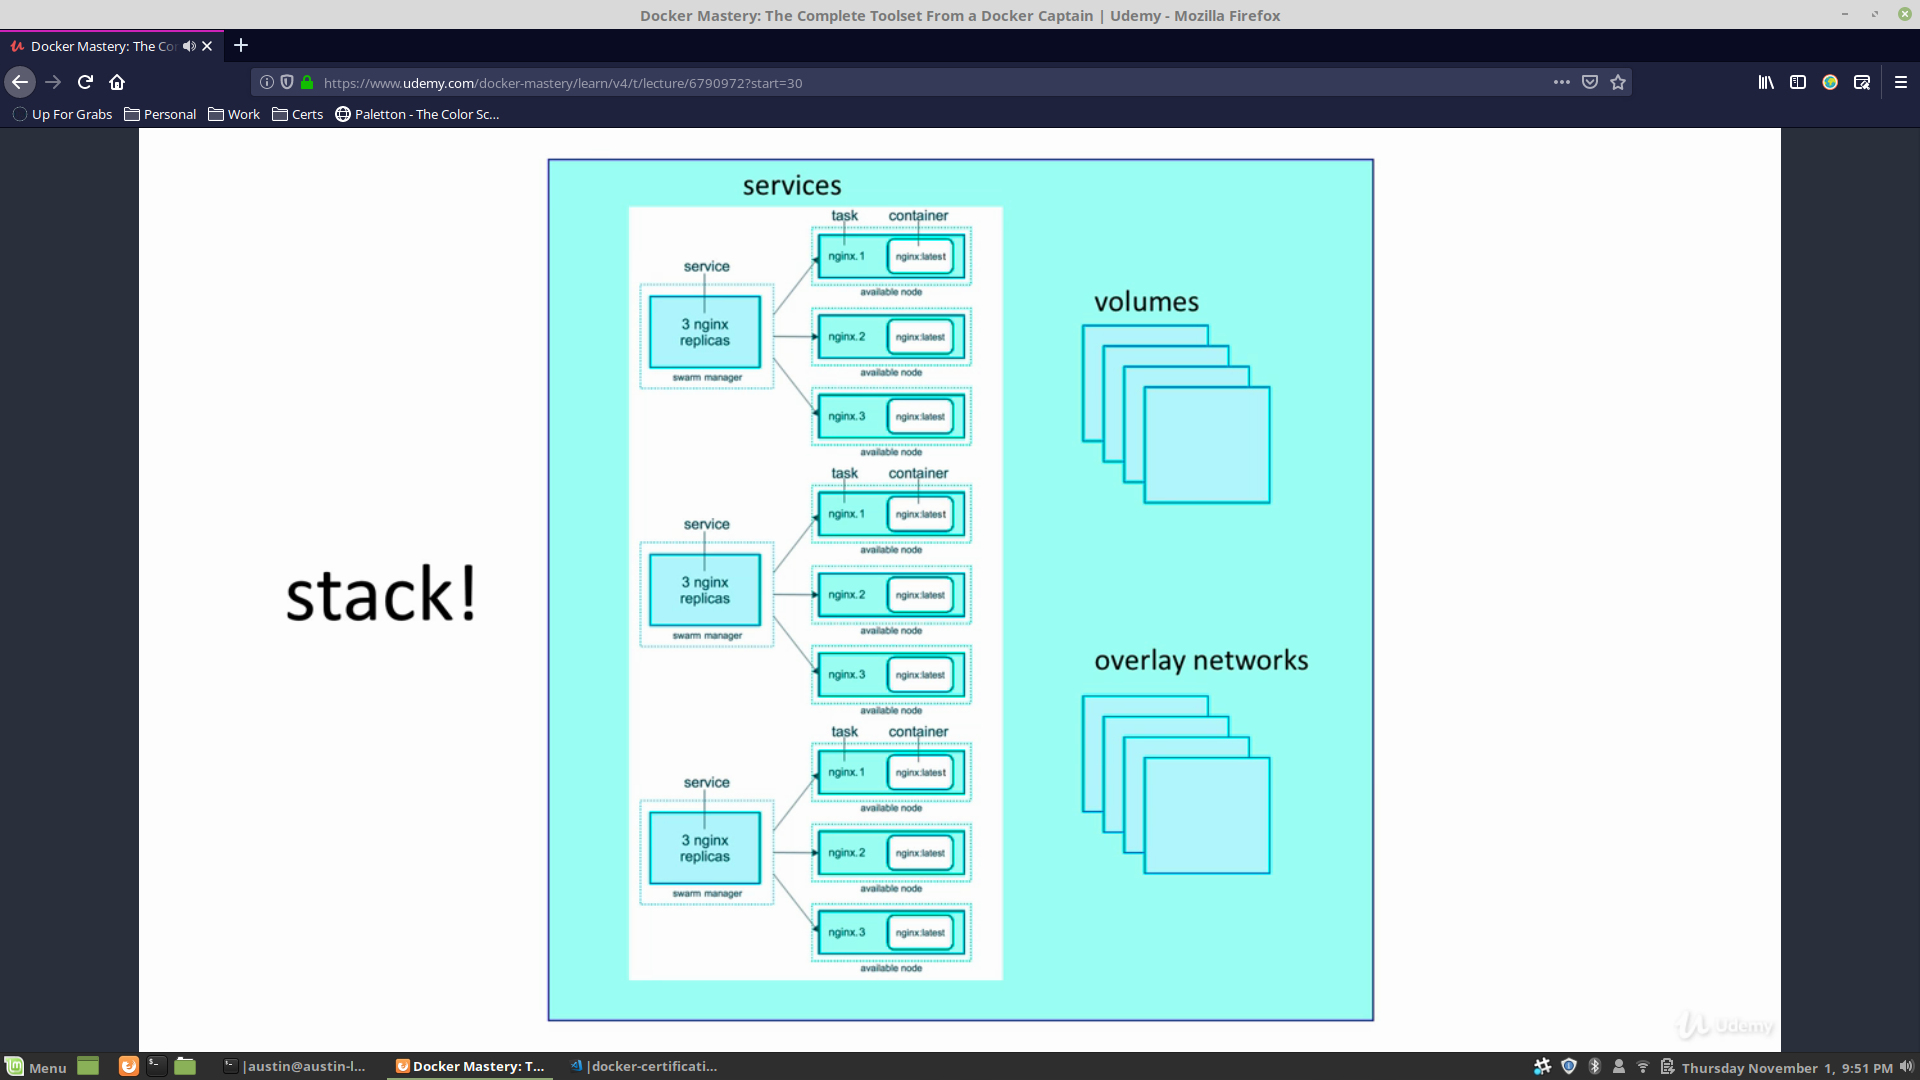 Docker Mastery: The Complete Toolset From a Docker Captain | Udemy - Mozilla Firefox
Docker Mastery: The Co
https://www.udemy.com/docker-mastery/learn/v4/t/lecture/6790972?start=30
Up For Grabs Personal Work Certs Paletton - The Color Sc...
services
task container
nginx.1 nginx:latest
available node
service
3 nginx
replicas
swarm manager
nginx.2 nginx:latest
available node
nginx.3 nginx:latest
available node
task container
nginx.1 nginx:latest
available node
service
3 nginx
replicas
swarm manager
nginx.2 nginx:latest
available node
nginx.3 nginx:latest
available node
task container
nginx.1 nginx:latest
available node
service
3 nginx
replicas
swarm manager
nginx.2 nginx:latest
available node
nginx.3 nginx:latest
available node
volumes
overlay networks
stack!
Udemy
Menu |austin@austin-l... Docker Mastery: T... |docker-certificati... Thursday November 1, 9:51 PM